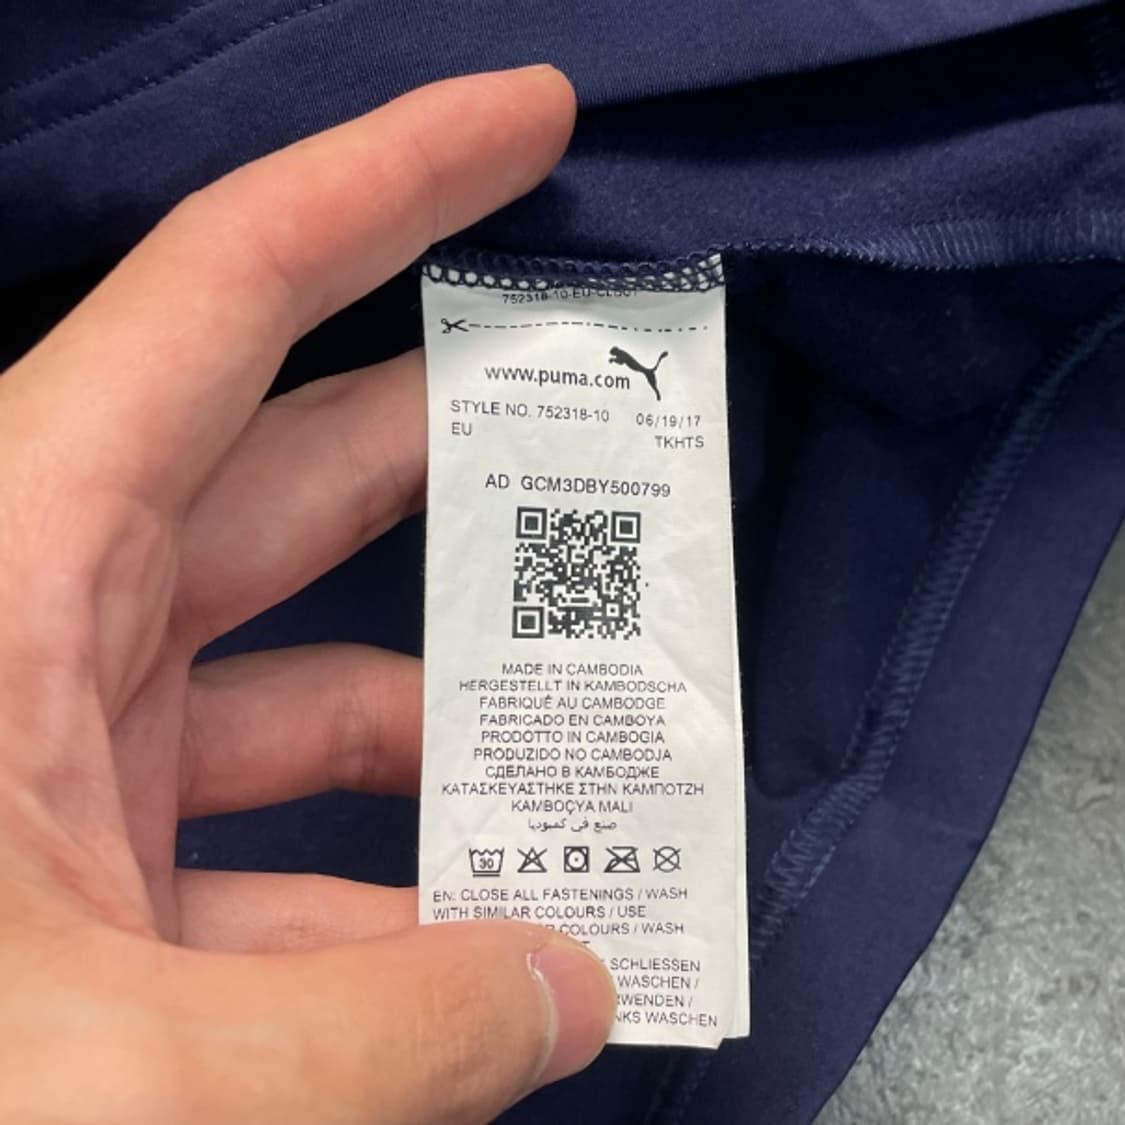 752318-10-EU-CLB01
www.puma.com
STYLE NO. 752318-10 06/19/17
EU TKHTS
AD GCM3DBY500799
MADE IN CAMBODIA
HERGESTELLT IN KAMBODSCHA
FABRIQUÉ AU CAMBODGE
FABRICADO EN CAMBOYA
PRODOTTO IN CAMBOGIA
PRODUZIDO NO CAMBODJA
СДЕЛАНО В КАМБОДЖЕ
ΚΑΤΑΣΚΕΥΑΣΤΗΚΕ ΣΤΗΝ ΚΑΜΠΟΤΖΗ
KAMBOÇYA MALI
صنع في كمبوديا
30
EN: CLOSE ALL FASTENINGS / WASH
WITH SIMILAR COLOURS / USE
COLOURS / WASH
SCHLIESSEN
WASCHEN /
WASCHEN